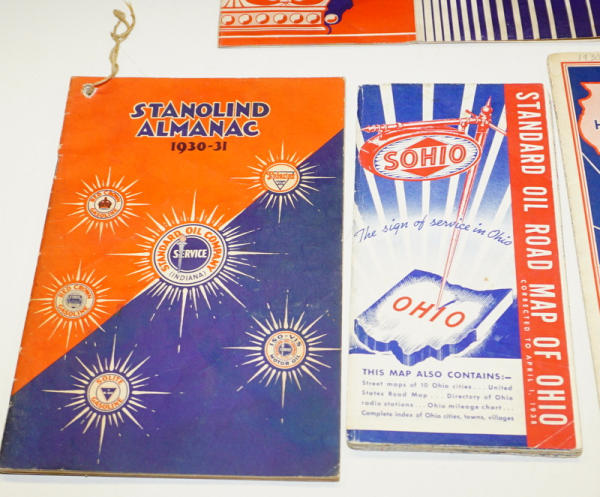 STANOLIND
ALMANAC
1930-31
RED CROWN
GASOLINE
STANDARD OIL COMPANY
SERVICE
(INDIANA)
RED CROWN
GASOLINE
ISO-VIS
MOTOR OIL
SOLITE
GASOLINE
SOHIO
The sign of service in Ohio
OHIO
THIS MAP ALSO CONTAINS:—
Street maps of 10 Ohio cities . . . United
States Road Map . . . Directory of Ohio
radio stations . . . Ohio mileage chart . . .
Complete index of Ohio cities, towns, villages
STANDARD OIL ROAD MAP OF OHIO
CORRECTED TO APRIL 1, 1938
1930
H